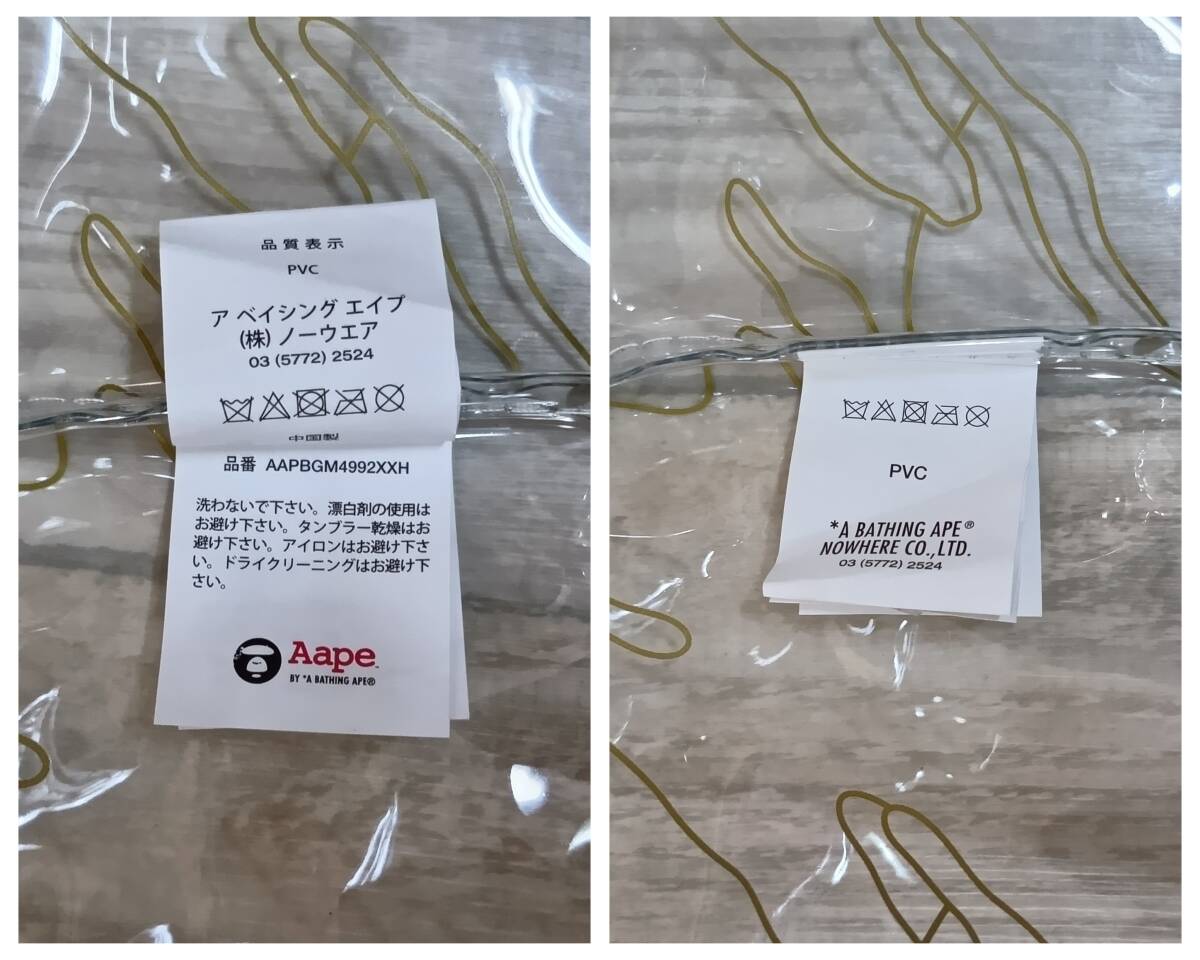 品質表示
PVC
ア ベイシング エイプ
(株) ノーウエア
03 (5772) 2524
中国製
品番 AAPBGM4992XXH
洗わないで下さい。漂白剤の使用は
お避け下さい。タンブラー乾燥はお
避け下さい。アイロンはお避け下さ
い。ドライクリーニングはお避け下
さい。
Aape
BY *A BATHING APE®
PVC
*A BATHING APE®
NOWHERE CO.,LTD.
03 (5772) 2524